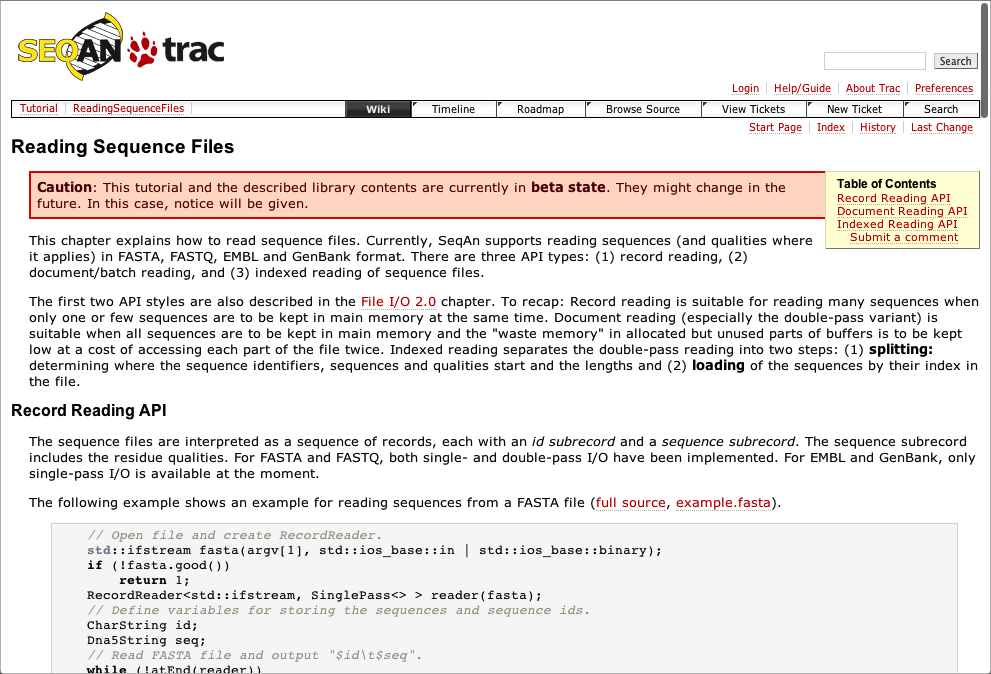 SEQAN trac
Search
Login Help/Guide About Trac Preferences
Tutorial ReadingSequenceFiles Wiki Timeline Roadmap Browse Source View Tickets New Ticket Search
Start Page Index History Last Change
Reading Sequence Files
Caution: This tutorial and the described library contents are currently in beta state. They might change in the
future. In this case, notice will be given.
Table of Contents
Record Reading API
Document Reading API
Indexed Reading API
Submit a comment
This chapter explains how to read sequence files. Currently, SeqAn supports reading sequences (and qualities where
it applies) in FASTA, FASTQ, EMBL and GenBank format. There are three API types: (1) record reading, (2)
document/batch reading, and (3) indexed reading of sequence files.
The first two API styles are also described in the File I/O 2.0 chapter. To recap: Record reading is suitable for reading many sequences when
only one or few sequences are to be kept in main memory at the same time. Document reading (especially the double-pass variant) is
suitable when all sequences are to be kept in main memory and the "waste memory" in allocated but unused parts of buffers is to be kept
low at a cost of accessing each part of the file twice. Indexed reading separates the double-pass reading into two steps: (1) splitting:
determining where the sequence identifiers, sequences and qualities start and the lengths and (2) loading of the sequences by their index in
the file.
Record Reading API
The sequence files are interpreted as a sequence of records, each with an id subrecord and a sequence subrecord. The sequence subrecord
includes the residue qualities. For FASTA and FASTQ, both single- and double-pass I/O have been implemented. For EMBL and GenBank, only
single-pass I/O is available at the moment.
The following example shows an example for reading sequences from a FASTA file (full source, example.fasta).
// Open file and create RecordReader.
std::ifstream fasta(argv[1], std::ios_base::in | std::ios_base::binary);
if (!fasta.good())
return 1;
RecordReader<std::ifstream, SinglePass<> > reader(fasta);
// Define variables for storing the sequences and sequence ids.
CharString id;
Dna5String seq;
// Read FASTA file and output "$id\t$seq".
while (!atEnd(reader))